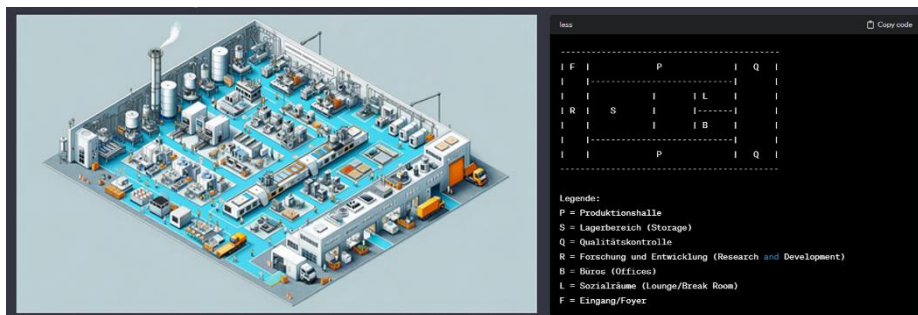 less
Copy code
-------------------------------------------
| F | P | Q |
| |----------------------------| |
| | | | L | |
| R | S | |-------| |
| | | | B | |
| |----------------------------| |
| | P | Q |
-------------------------------------------
Legende:
P = Produktionshalle
S = Lagerbereich (Storage)
Q = Qualitätskontrolle
R = Forschung und Entwicklung (Research and Development)
B = Büros (Offices)
L = Sozialräume (Lounge/Break Room)
F = Eingang/Foyer